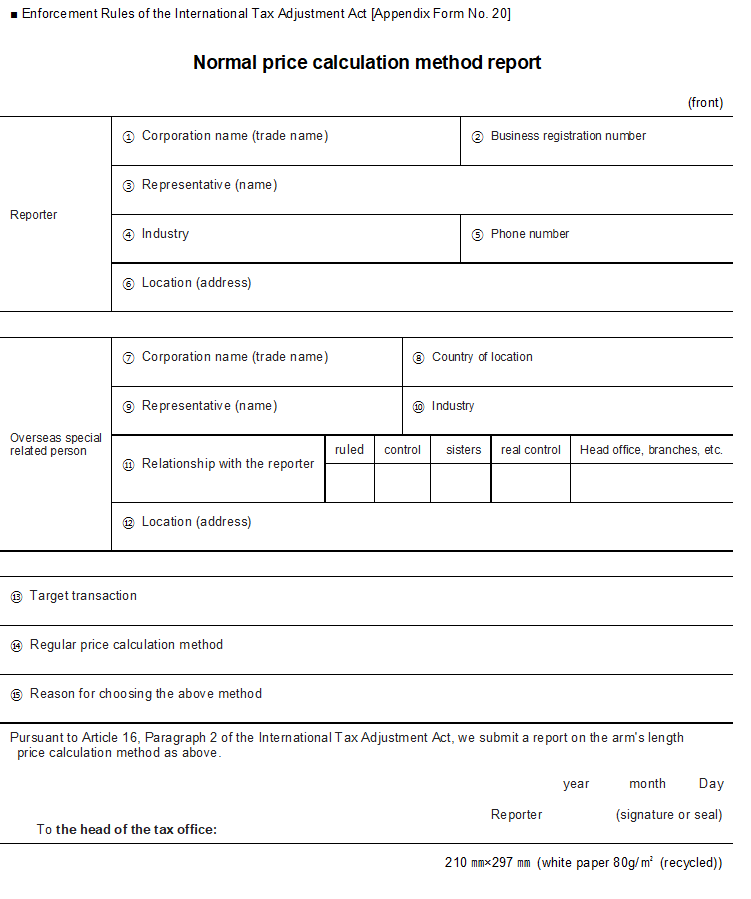 ■ Enforcement Rules of the International Tax Adjustment Act [Appendix Form No. 20]
Normal price calculation method report
(front)
Reporter
① Corporation name (trade name)
② Business registration number
③ Representative (name)
④ Industry
⑤ Phone number
⑥ Location (address)
Overseas special
related person
⑦ Corporation name (trade name)
⑧ Country of location
⑨ Representative (name)
⑩ Industry
⑪ Relationship with the reporter
ruled
control
sisters
real control
Head office, branches, etc.
⑫ Location (address)
⑬ Target transaction
⑭ Regular price calculation method
⑮ Reason for choosing the above method
Pursuant to Article 16, Paragraph 2 of the International Tax Adjustment Act, we submit a report on the arm's length
price calculation method as above.
year month Day
Reporter (signature or seal)
To the head of the tax office:
210 ㎜×297 ㎜ (white paper 80g/㎡ (recycled))